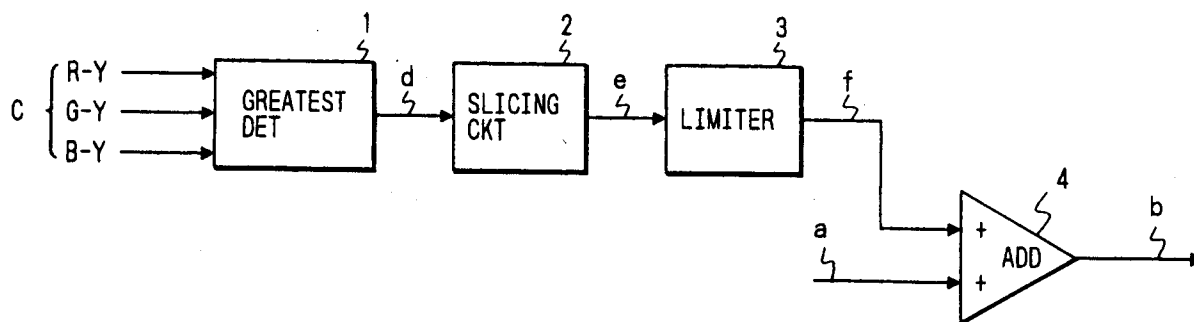 1
2
3
C
R-Y
G-Y
B-Y
GREATEST
DET
d
SLICING
CKT
e
LIMITER
f
4
a
+
+
ADD
b